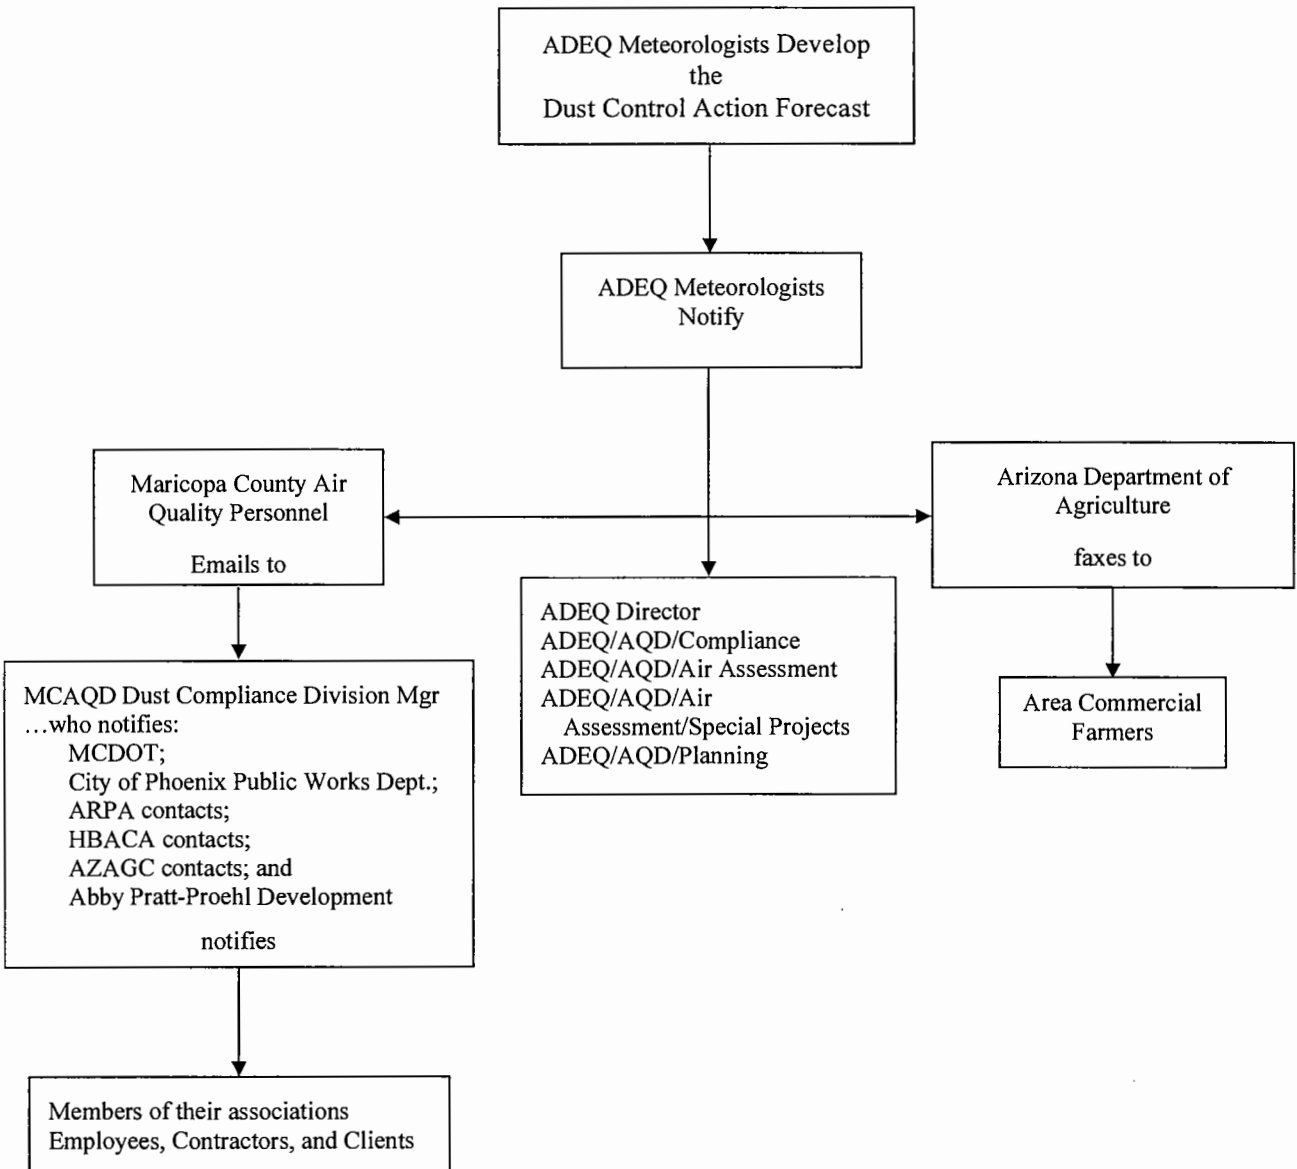 ADEQ Meteorologists Develop
the
Dust Control Action Forecast
ADEQ Meteorologists
Notify
Maricopa County Air
Quality Personnel
Emails to
Arizona Department of
Agriculture
faxes to
ADEQ Director
ADEQ/AQD/Compliance
ADEQ/AQD/Air Assessment
ADEQ/AQD/Air
Assessment/Special Projects
ADEQ/AQD/Planning
MCAQD Dust Compliance Division Mgr
…who notifies:
MCDOT;
City of Phoenix Public Works Dept.;
ARPA contacts;
HBACA contacts;
AZAGC contacts; and
Abby Pratt-Proehl Development
notifies
Area Commercial
Farmers
Members of their associations
Employees, Contractors, and Clients